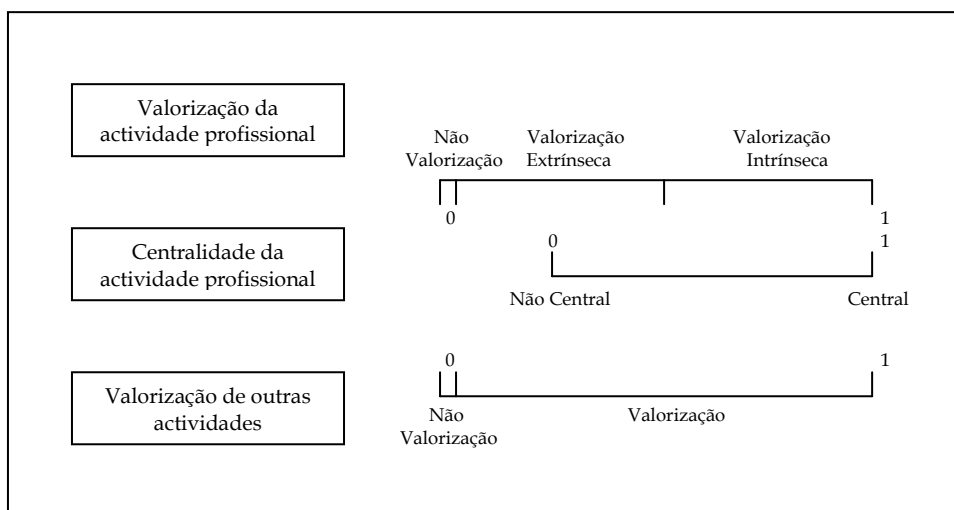 Valorização da
actividade profissional
Não
Valorização
Valorização
Extrínseca
Valorização
Intrínseca
0
1
Centralidade da
actividade profissional
0
1
Não Central
Central
Valorização de outras
actividades
0
1
Não
Valorização
Valorização